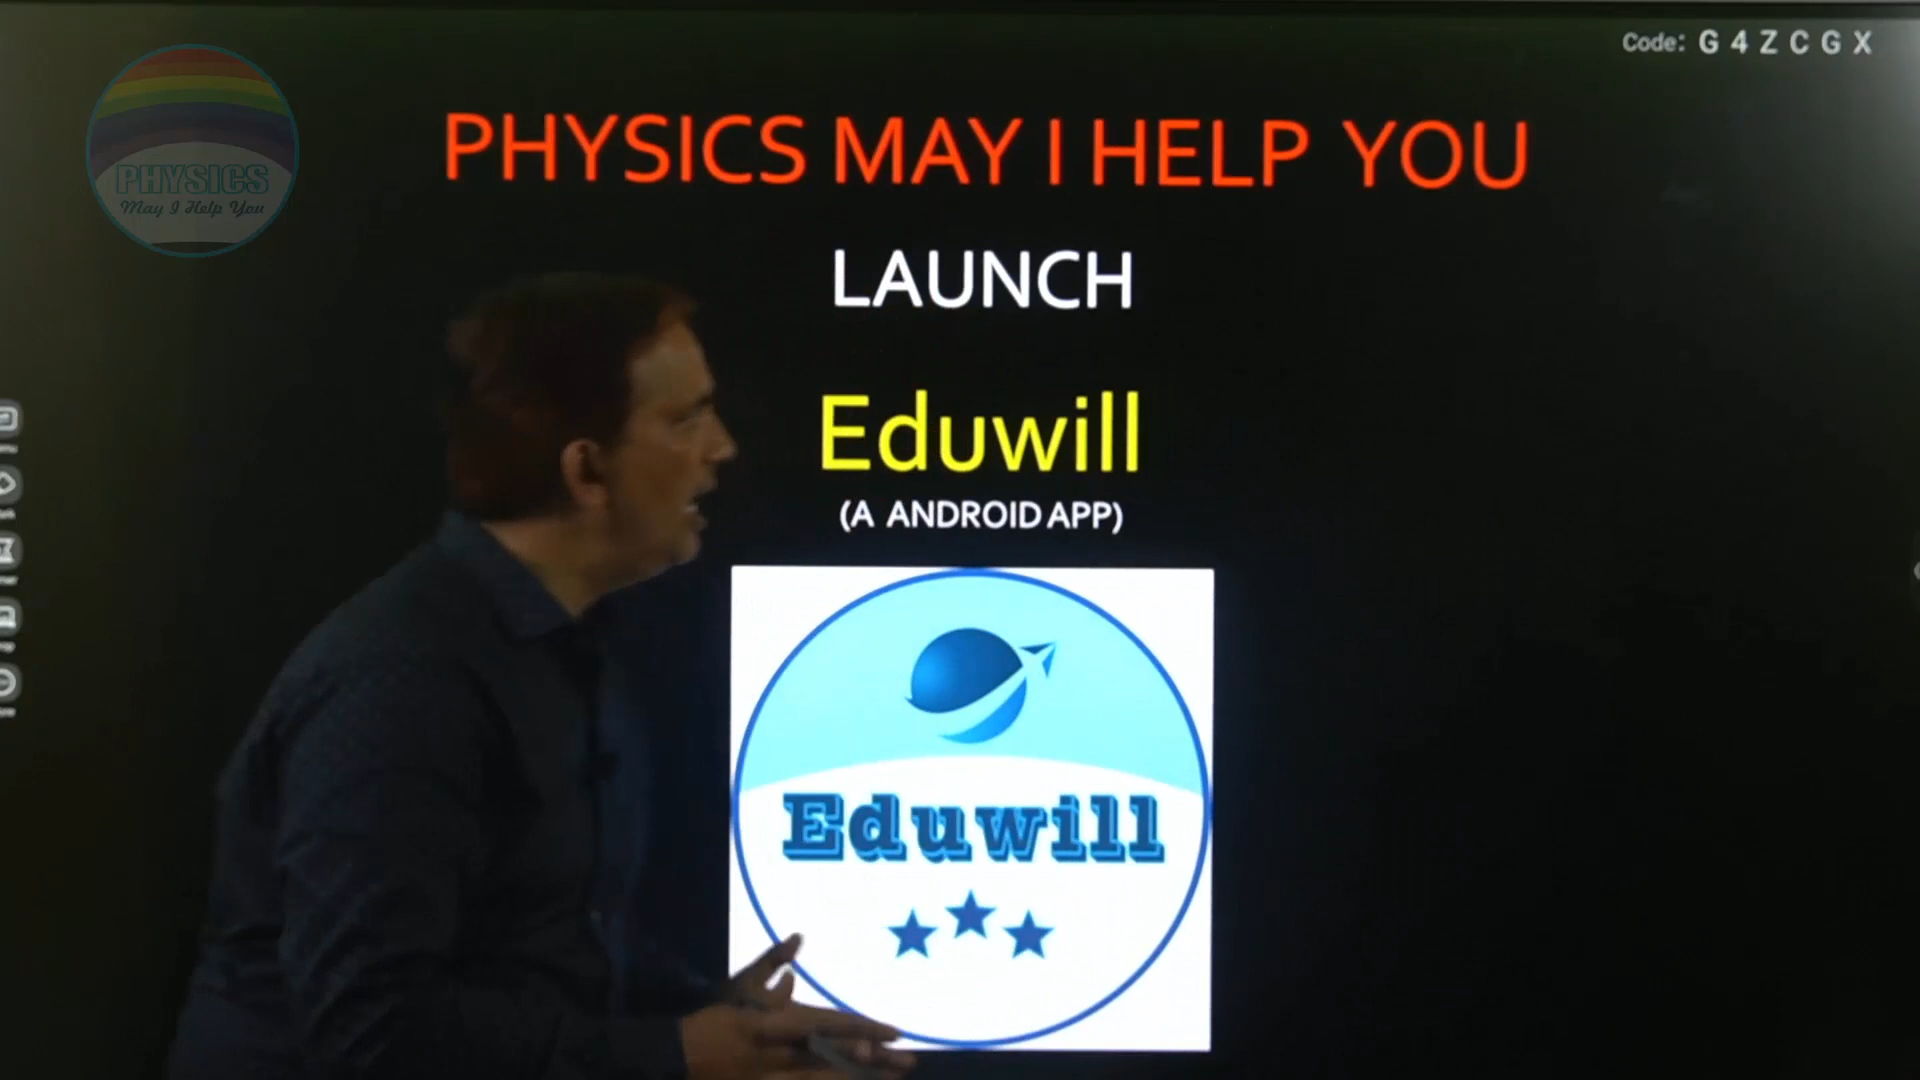 Code: G 4 Z C G X
PHYSICS
May I Help You
PHYSICS MAY I HELP YOU
LAUNCH
Eduwill
(A ANDROID APP)
Eduwill